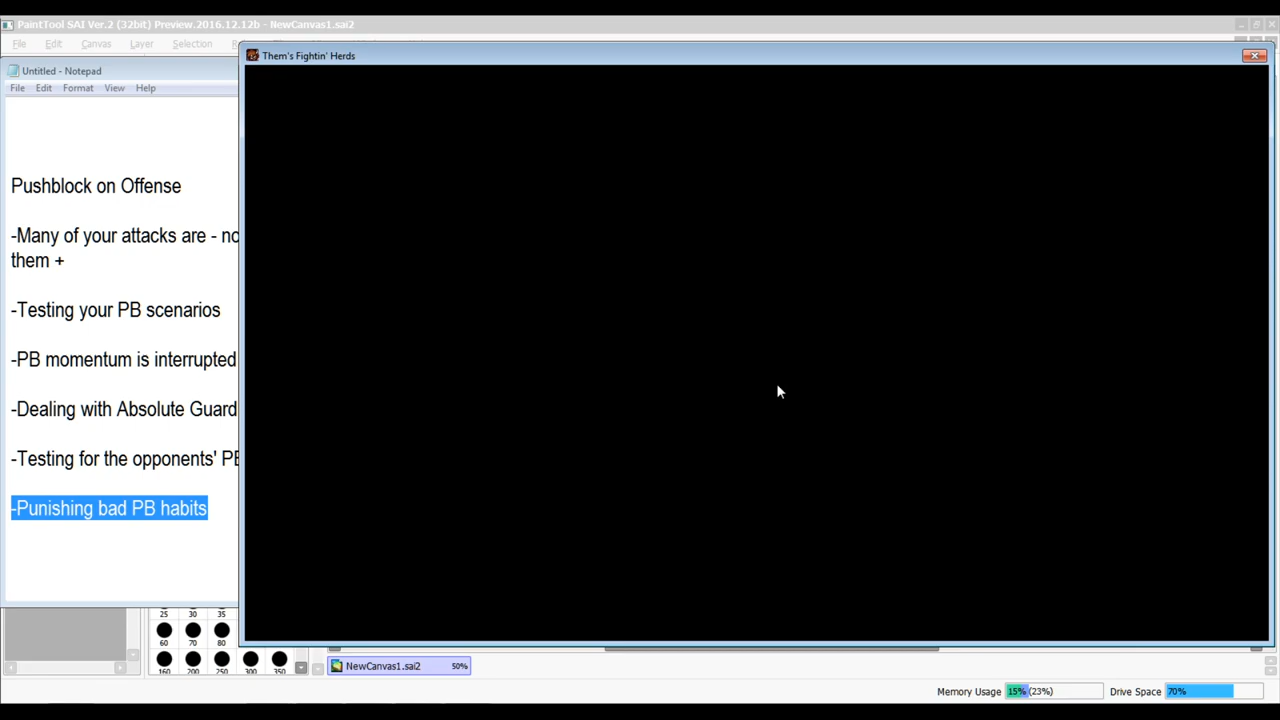 PaintTool SAI Ver.2 (32bit) Preview.2016.12.12b - NewCanvas1.sai2
File Edit Canvas Layer Selection
Them's Fightin' Herds
Untitled - Notepad
File Edit Format View Help
Pushblock on Offense
-Many of your attacks are - no
them +
-Testing your PB scenarios
-PB momentum is interrupted
-Dealing with Absolute Guard
-Testing for the opponents' PB
-Punishing bad PB habits
25 30 35
60 70 80
160 200 250 300 350
NewCanvas1.sai2 50%
Memory Usage 15% (23%) Drive Space 70%